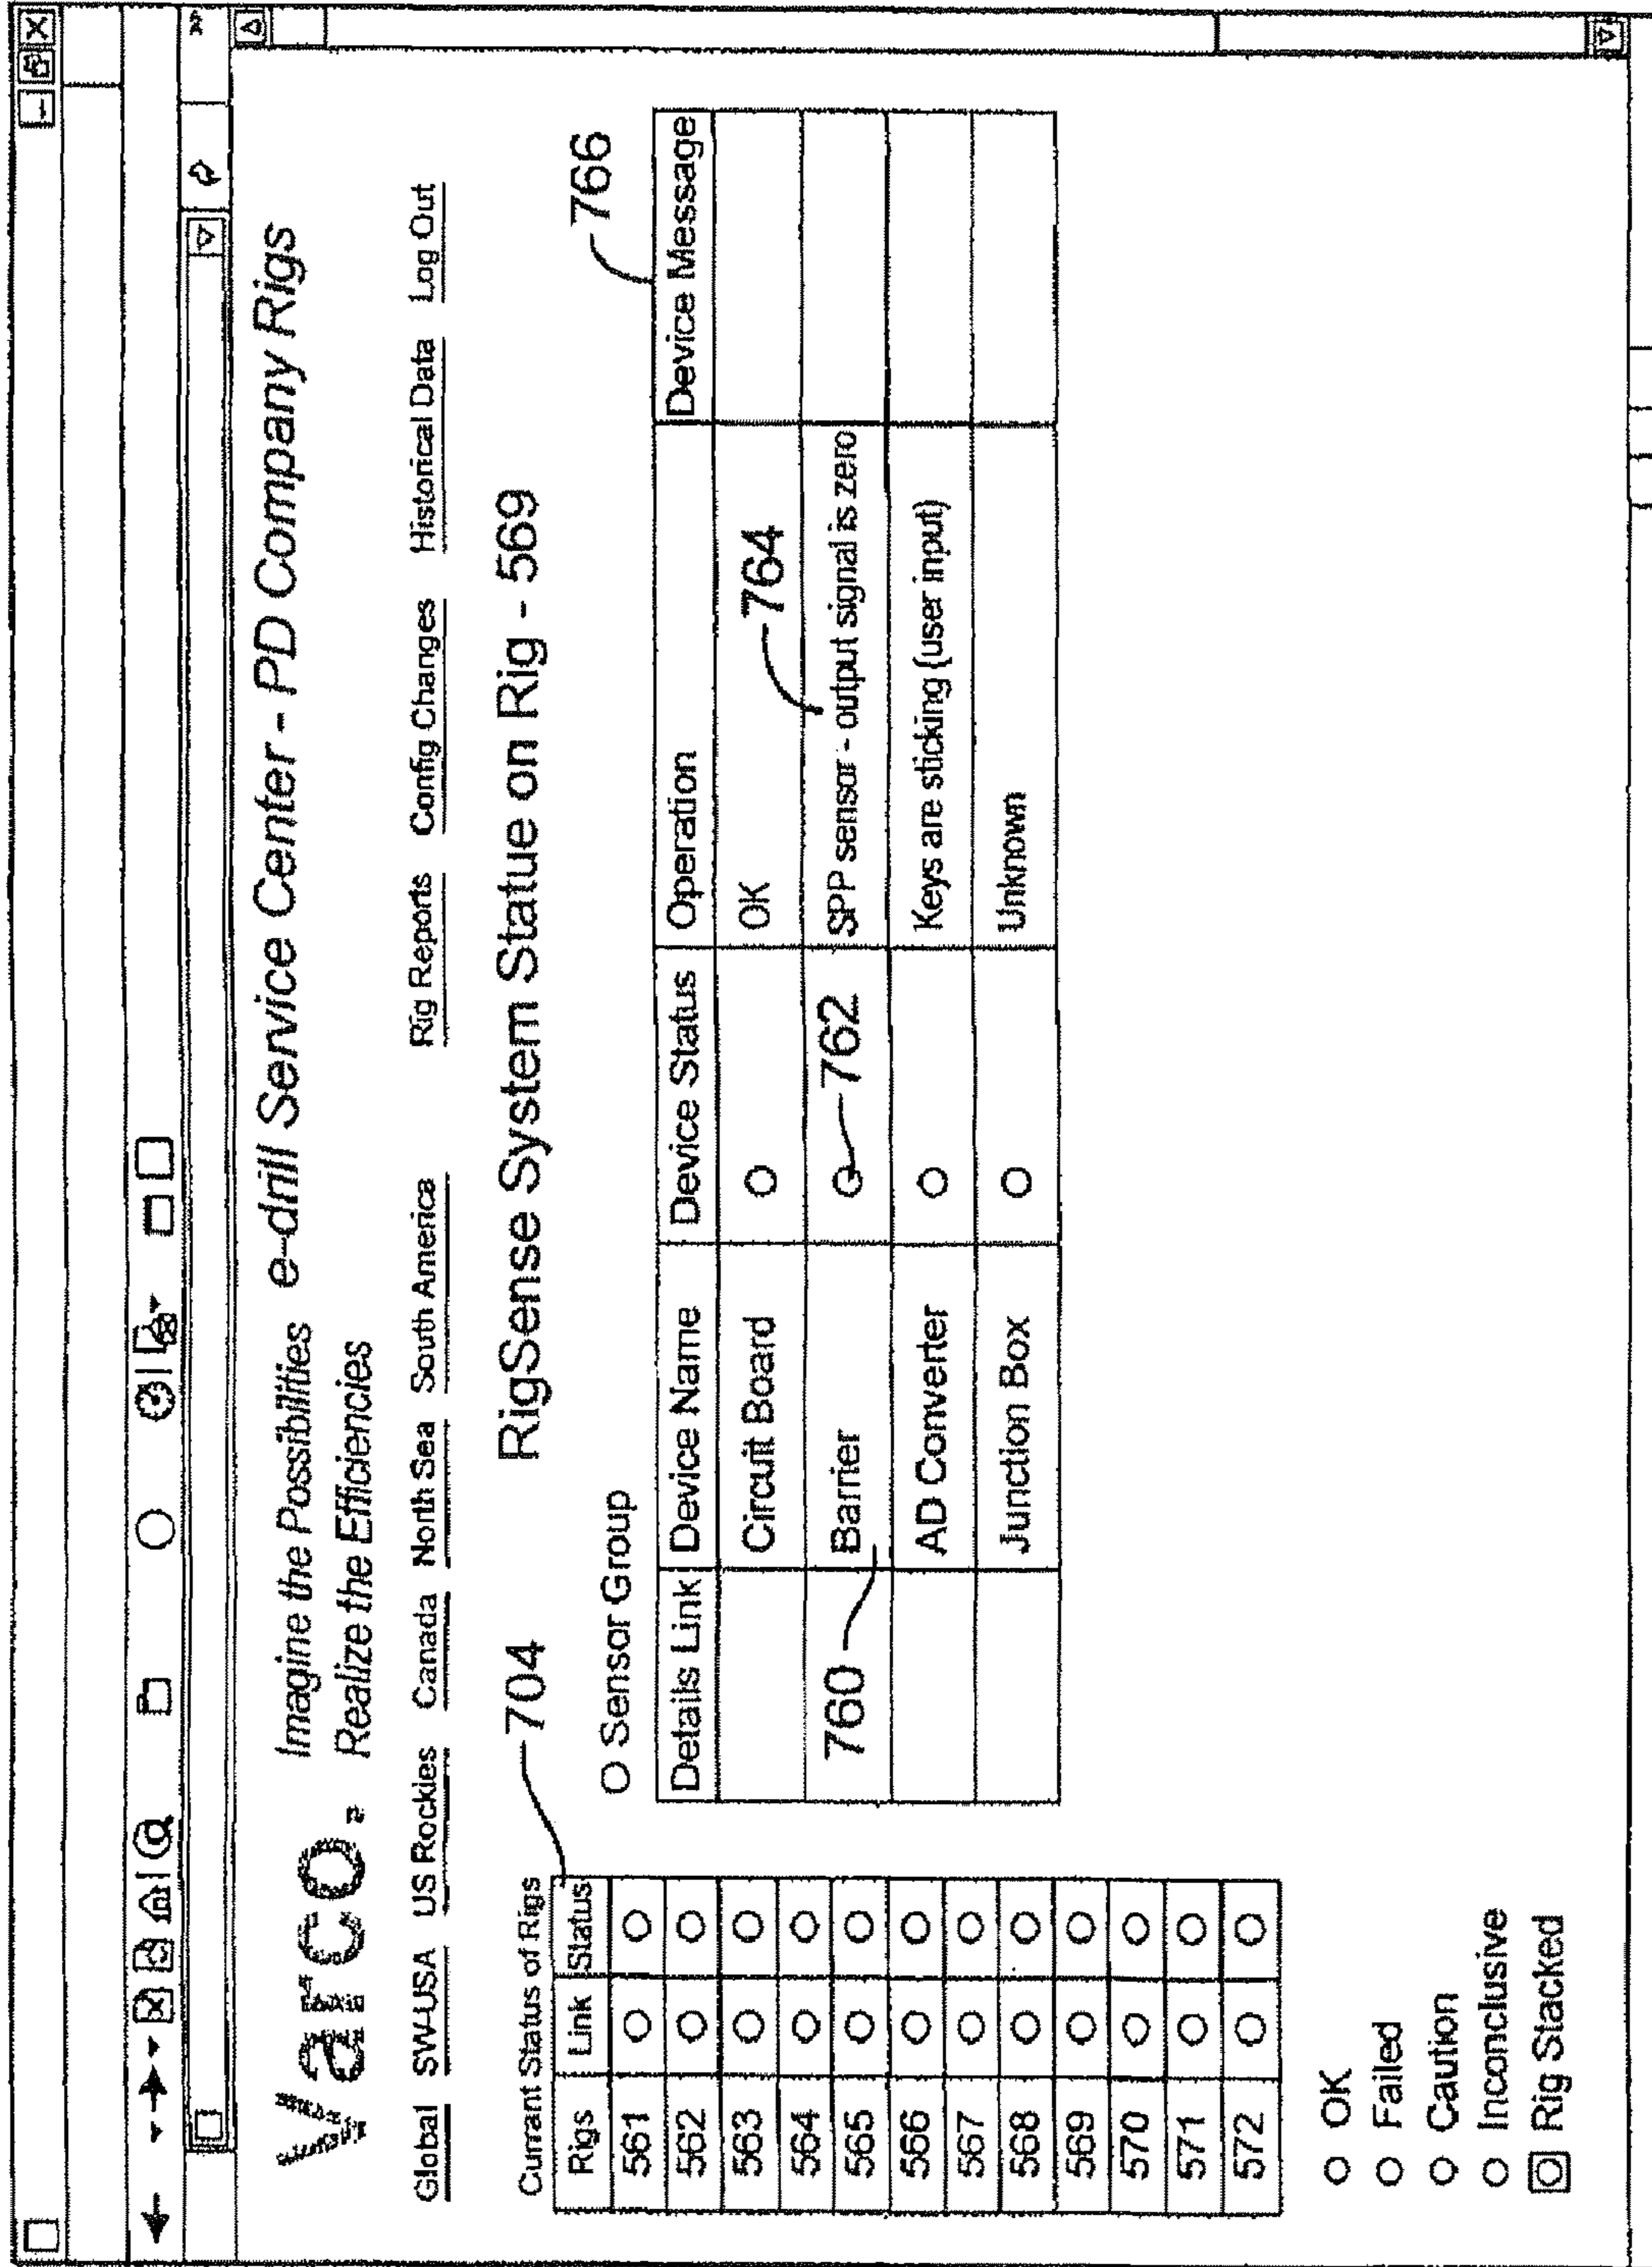 Varco.
Imagine the Possibilities
Realize the Efficiencies
e-drill Service Center - PD Company Rigs
Global SW-USA US Rockies Canada North Sea South America Rig Reports Config Changes Historical Data Log Out
RigSense System Statue on Rig - 569
Currant Status of Rigs
704
Rigs Link Status
561
562
563
564
565
566
567
568
569
570
571
572
OK
Failed
Caution
Inconclusive
Rig Stacked
Sensor Group
766
Details Link Device Name Device Status Operation Device Message
Circuit Board OK
764
760 Barrier 762 SPP sensor - output signal is zero
AD Converter Keys are sticking (user input)
Junction Box Unknown